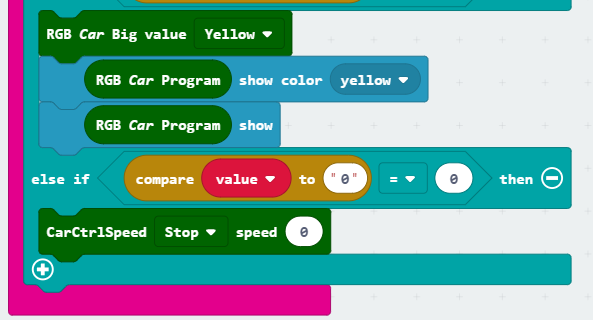 RGB Car Big value Yellow
RGB Car Program show color yellow
RGB Car Program show
else if compare value to "0" = 0 then
CarCtrlSpeed Stop speed 0